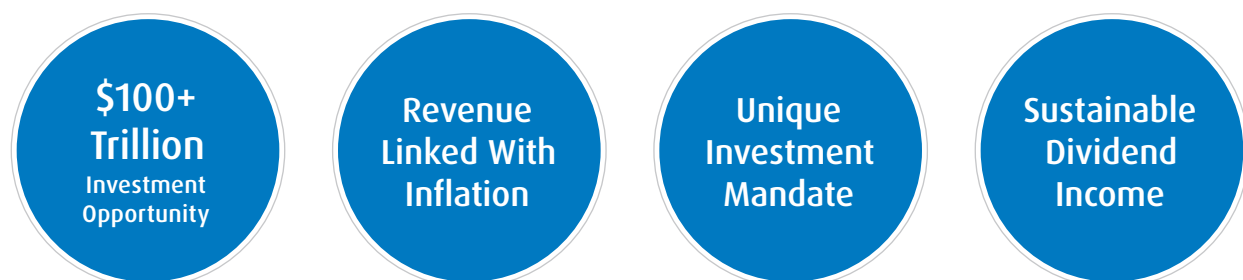 $100+
Trillion
Investment
Opportunity
Revenue
Linked With
Inflation
Unique
Investment
Mandate
Sustainable
Dividend
Income